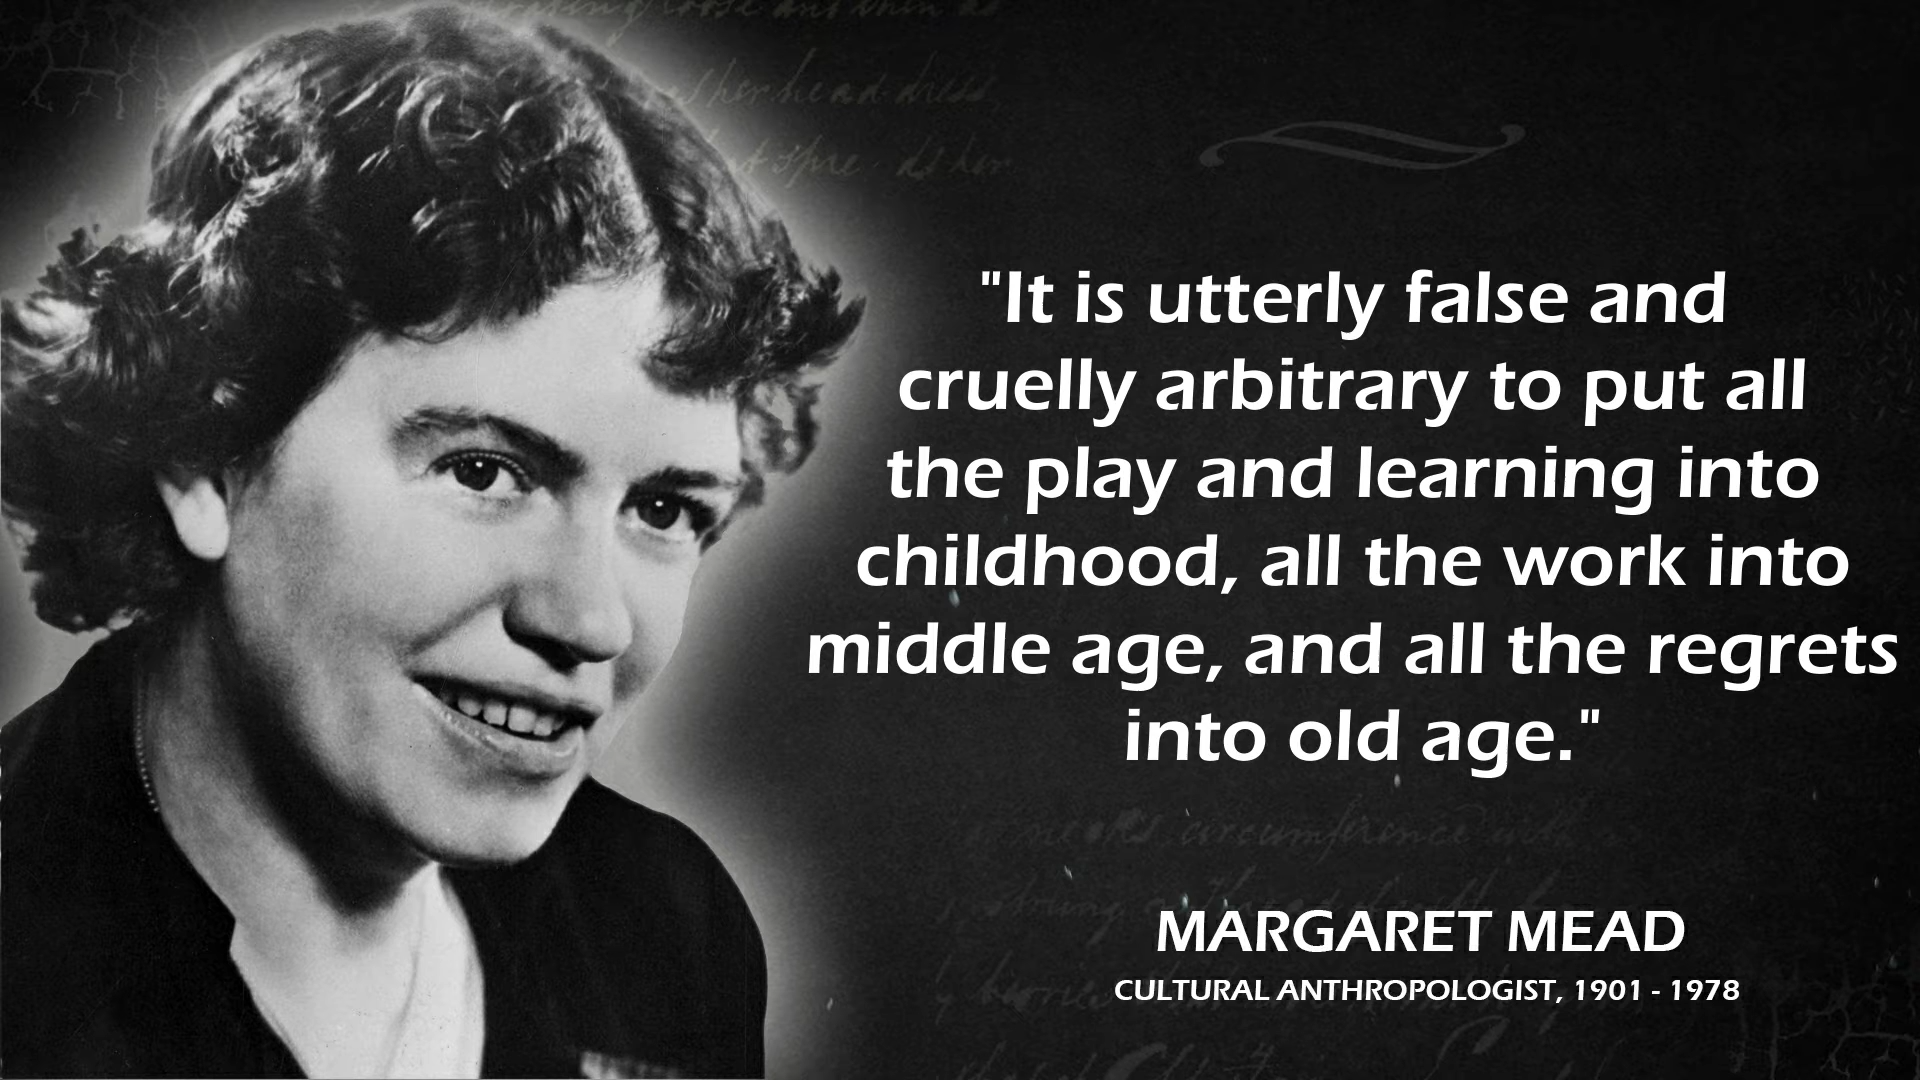 "It is utterly false and
cruelly arbitrary to put all
the play and learning into
childhood, all the work into
middle age, and all the regrets
into old age."
MARGARET MEAD
CULTURAL ANTHROPOLOGIST, 1901 - 1978